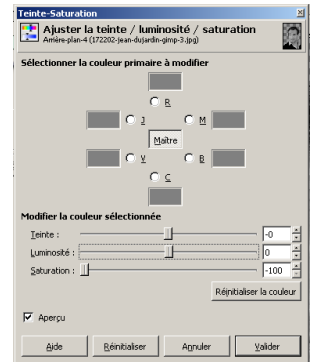 Teinte-Saturation
Ajuster la teinte / luminosité / saturation
Arrière-plan-4 (172202-jean-dujardin-gimp-3.jpg)
Sélectionner la couleur primaire à modifier
R
J M
Maître
V B
C
Modifier la couleur sélectionnée
Teinte : -0
Luminosité : 0
Saturation : -100
Réinitialiser la couleur
Aperçu
Aide Réinitialiser Annuler Valider